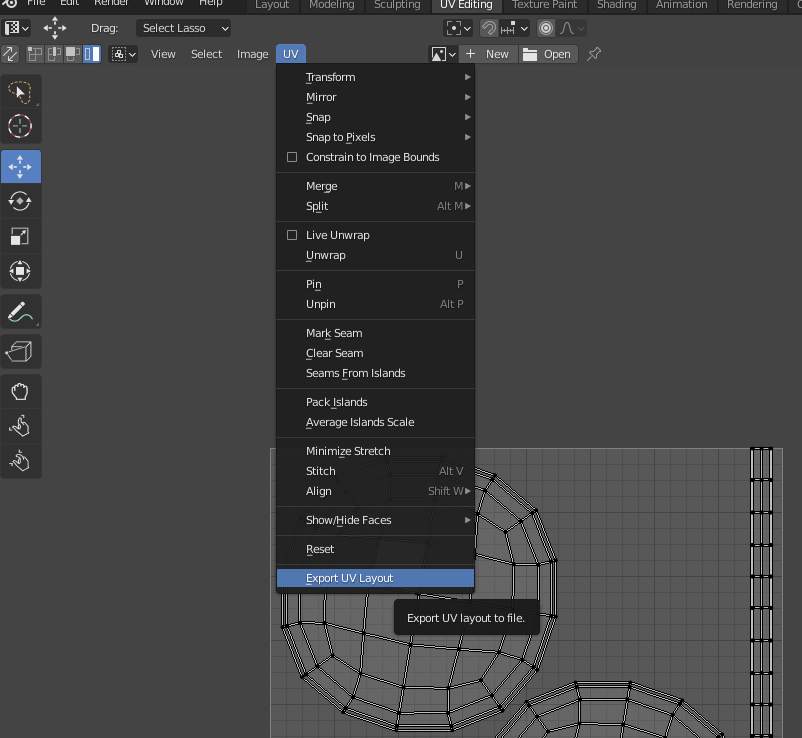 File Edit Render Window Help Layout Modeling Sculpting UV Editing Texture Paint Shading Animation Rendering
Drag: Select Lasso
View Select Image UV New Open
Transform
Mirror
Snap
Snap to Pixels
Constrain to Image Bounds
Merge M
Split Alt M
Live Unwrap
Unwrap U
Pin P
Unpin Alt P
Mark Seam
Clear Seam
Seams From Islands
Pack Islands
Average Islands Scale
Minimize Stretch
Stitch Alt V
Align Shift W
Show/Hide Faces
Reset
Export UV Layout
Export UV layout to file.